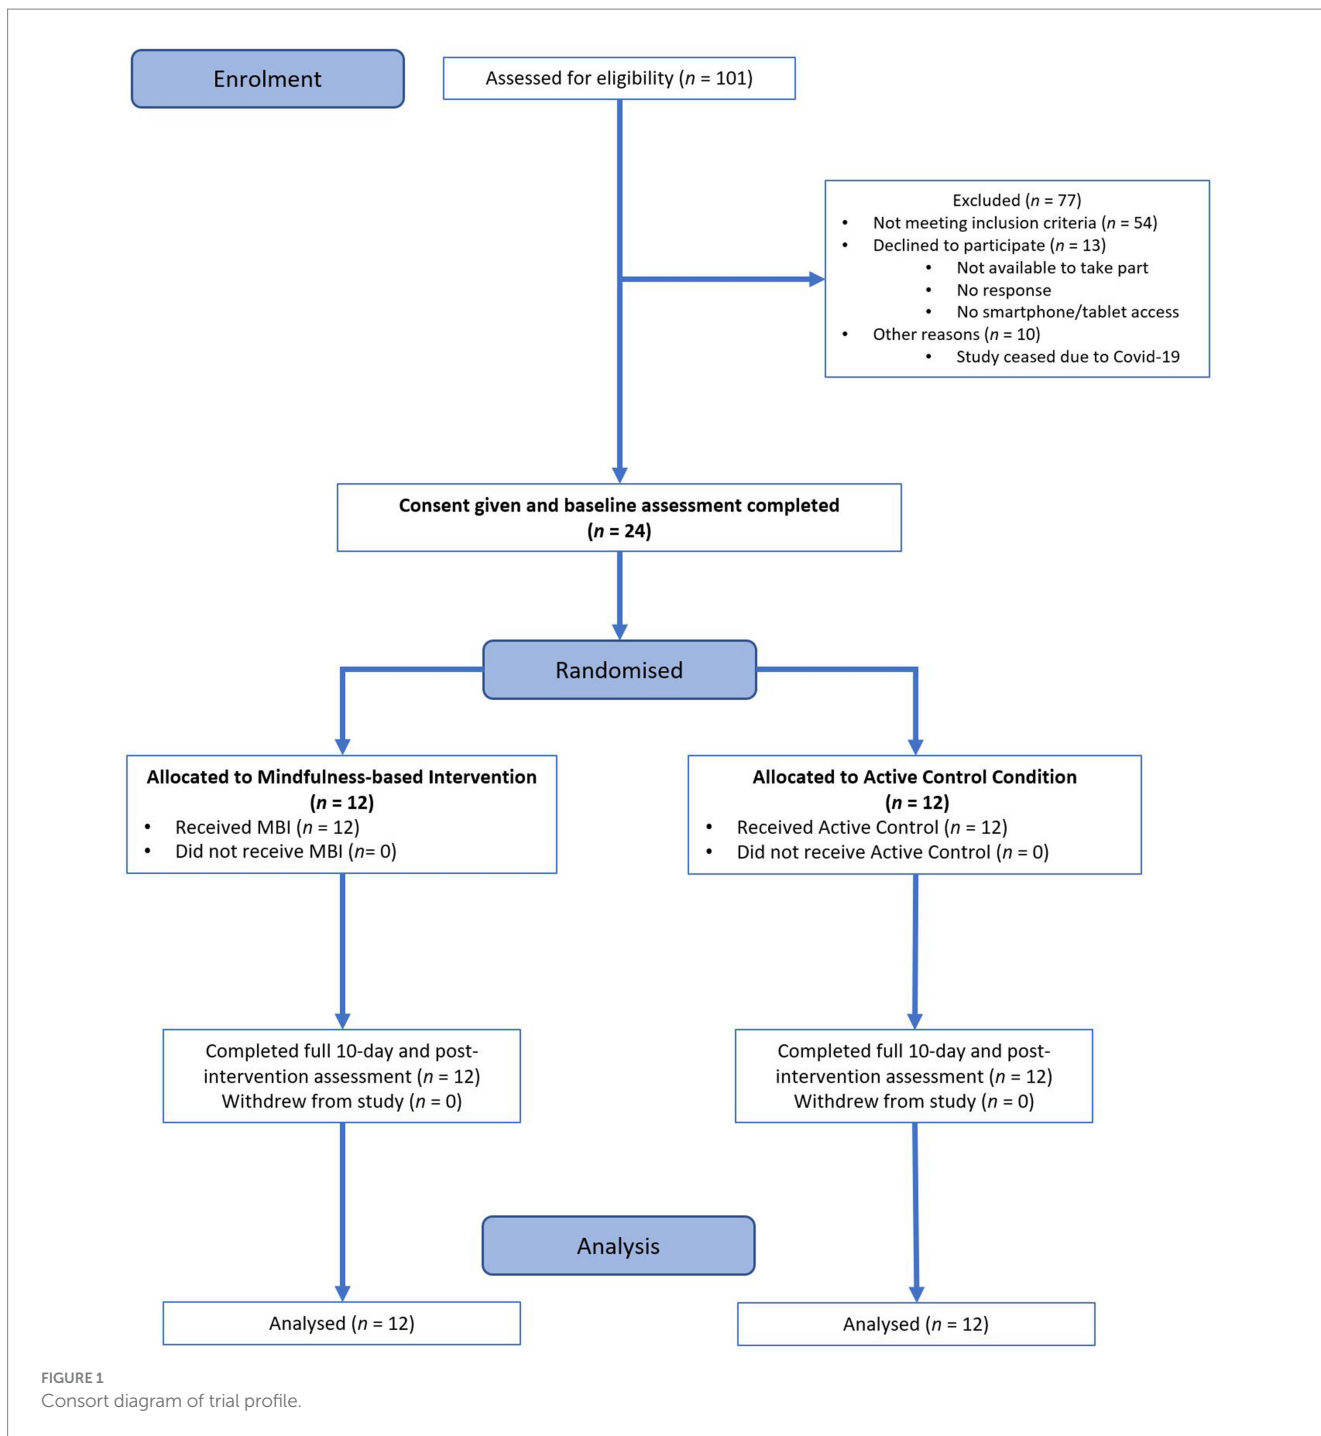 Enrolment
Assessed for eligibility (n = 101)
Excluded (n = 77)
• Not meeting inclusion criteria (n = 54)
• Declined to participate (n = 13)
• Not available to take part
• No response
• No smartphone/tablet access
• Other reasons (n = 10)
• Study ceased due to Covid-19
Consent given and baseline assessment completed
(n = 24)
Randomised
Allocated to Mindfulness-based Intervention
(n = 12)
• Received MBI (n = 12)
• Did not receive MBI (n= 0)
Allocated to Active Control Condition
(n = 12)
• Received Active Control (n = 12)
• Did not receive Active Control (n = 0)
Completed full 10-day and post-
intervention assessment (n = 12)
Withdrew from study (n = 0)
Completed full 10-day and post-
intervention assessment (n = 12)
Withdrew from study (n = 0)
Analysis
Analysed (n = 12)
Analysed (n = 12)
FIGURE 1
Consort diagram of trial profile.